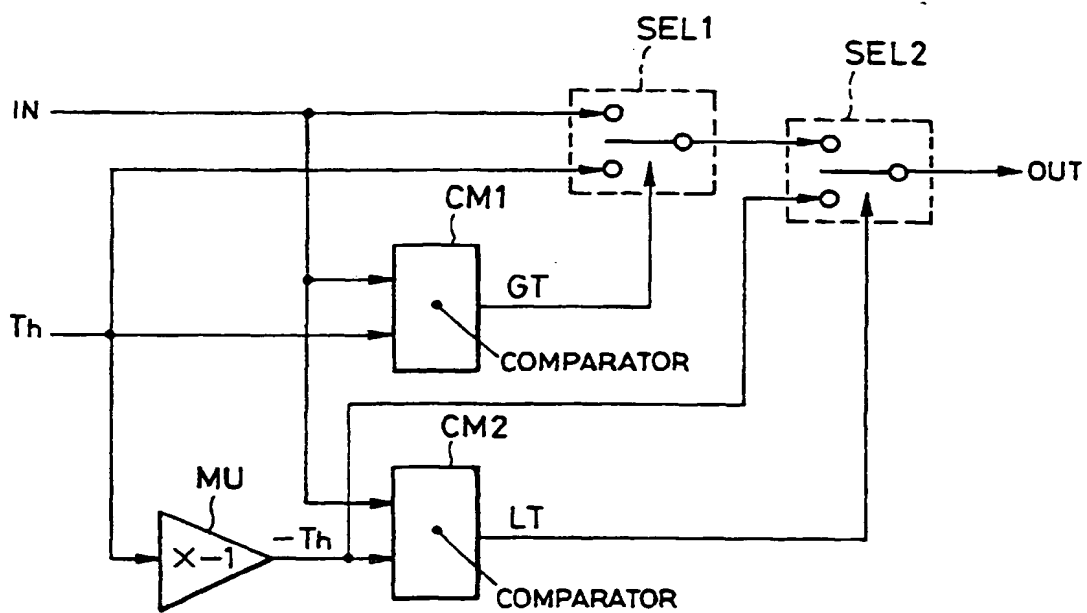 SEL1
SEL2
IN
OUT
CM1
GT
Th
COMPARATOR
CM2
MU
-Th
LT
×-1
COMPARATOR